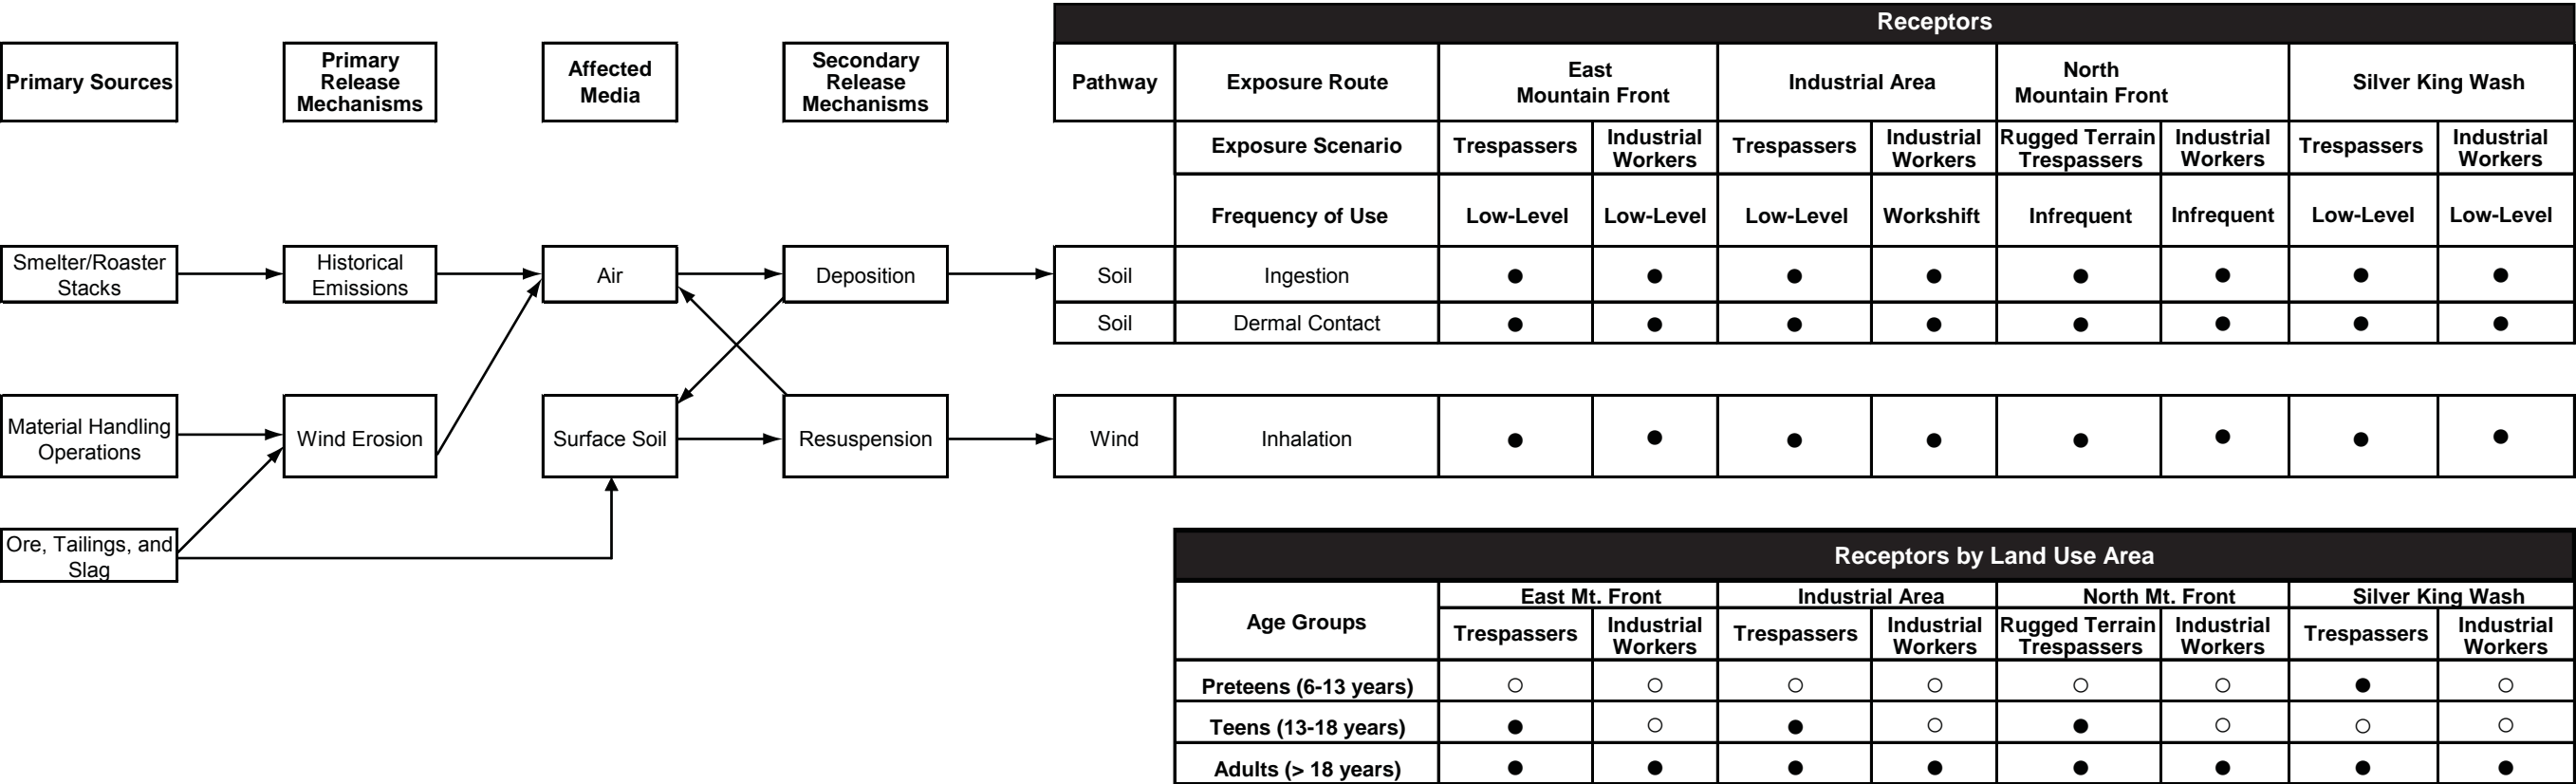 Receptors
Primary Sources
Primary
Release
Mechanisms
Affected
Media
Secondary
Release
Mechanisms
Pathway
Exposure Route
East
Mountain Front
Industrial Area
North
Mountain Front
Silver King Wash
Exposure Scenario
Trespassers
Industrial
Workers
Trespassers
Industrial
Workers
Rugged Terrain
Trespassers
Industrial
Workers
Trespassers
Industrial
Workers
Frequency of Use
Low-Level
Low-Level
Low-Level
Workshift
Infrequent
Infrequent
Low-Level
Low-Level
Smelter/Roaster
Stacks
Historical
Emissions
Air
Deposition
Soil
Ingestion
● ● ● ● ● ● ● ●
Soil
Dermal Contact
● ● ● ● ● ● ● ●
Material Handling
Operations
Wind Erosion
Surface Soil
Resuspension
Wind
Inhalation
● ● ● ● ● ● ● ●
Ore, Tailings, and
Slag
Receptors by Land Use Area
Age Groups
East Mt. Front
Industrial Area
North Mt. Front
Silver King Wash
Trespassers
Industrial
Workers
Trespassers
Industrial
Workers
Rugged Terrain
Trespassers
Industrial
Workers
Trespassers
Industrial
Workers
Preteens (6-13 years)
○ ○ ○ ○ ○ ○ ● ○
Teens (13-18 years)
● ○ ● ○ ● ○ ○ ○
Adults (> 18 years)
● ● ● ● ● ● ● ●